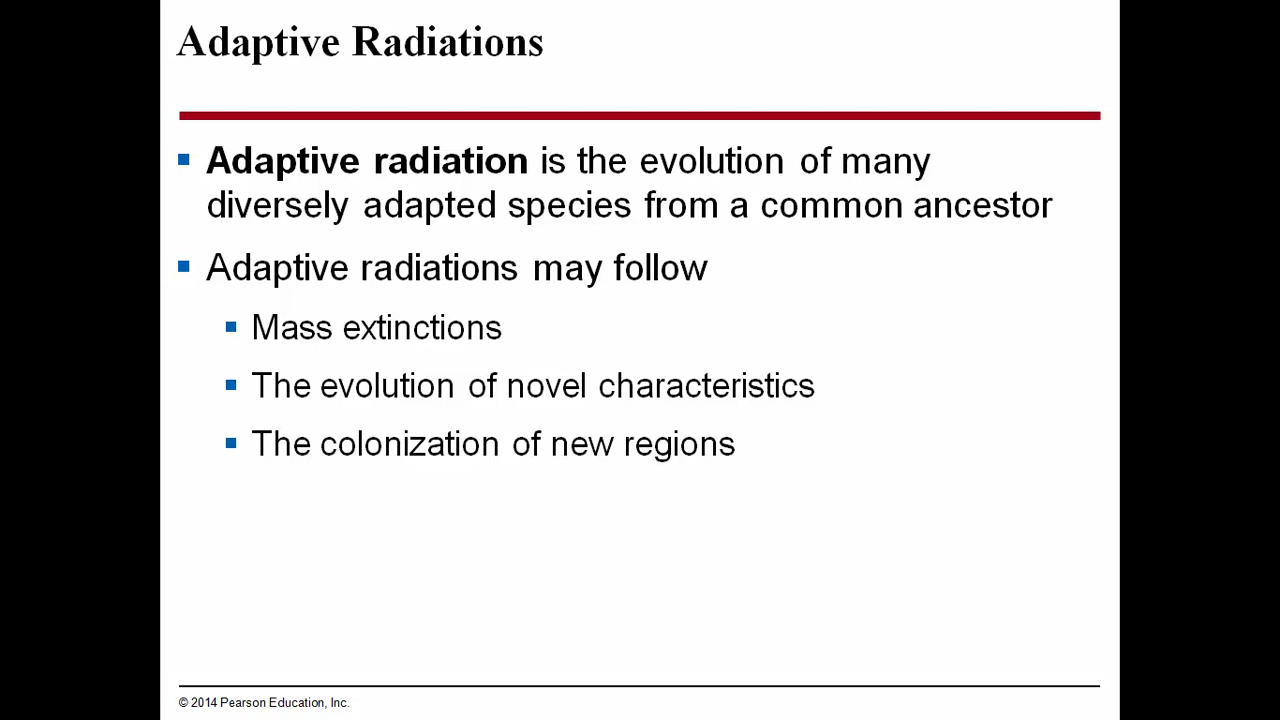 Adaptive Radiations
Adaptive radiation is the evolution of many
diversely adapted species from a common ancestor
Adaptive radiations may follow
Mass extinctions
The evolution of novel characteristics
The colonization of new regions
© 2014 Pearson Education, Inc.